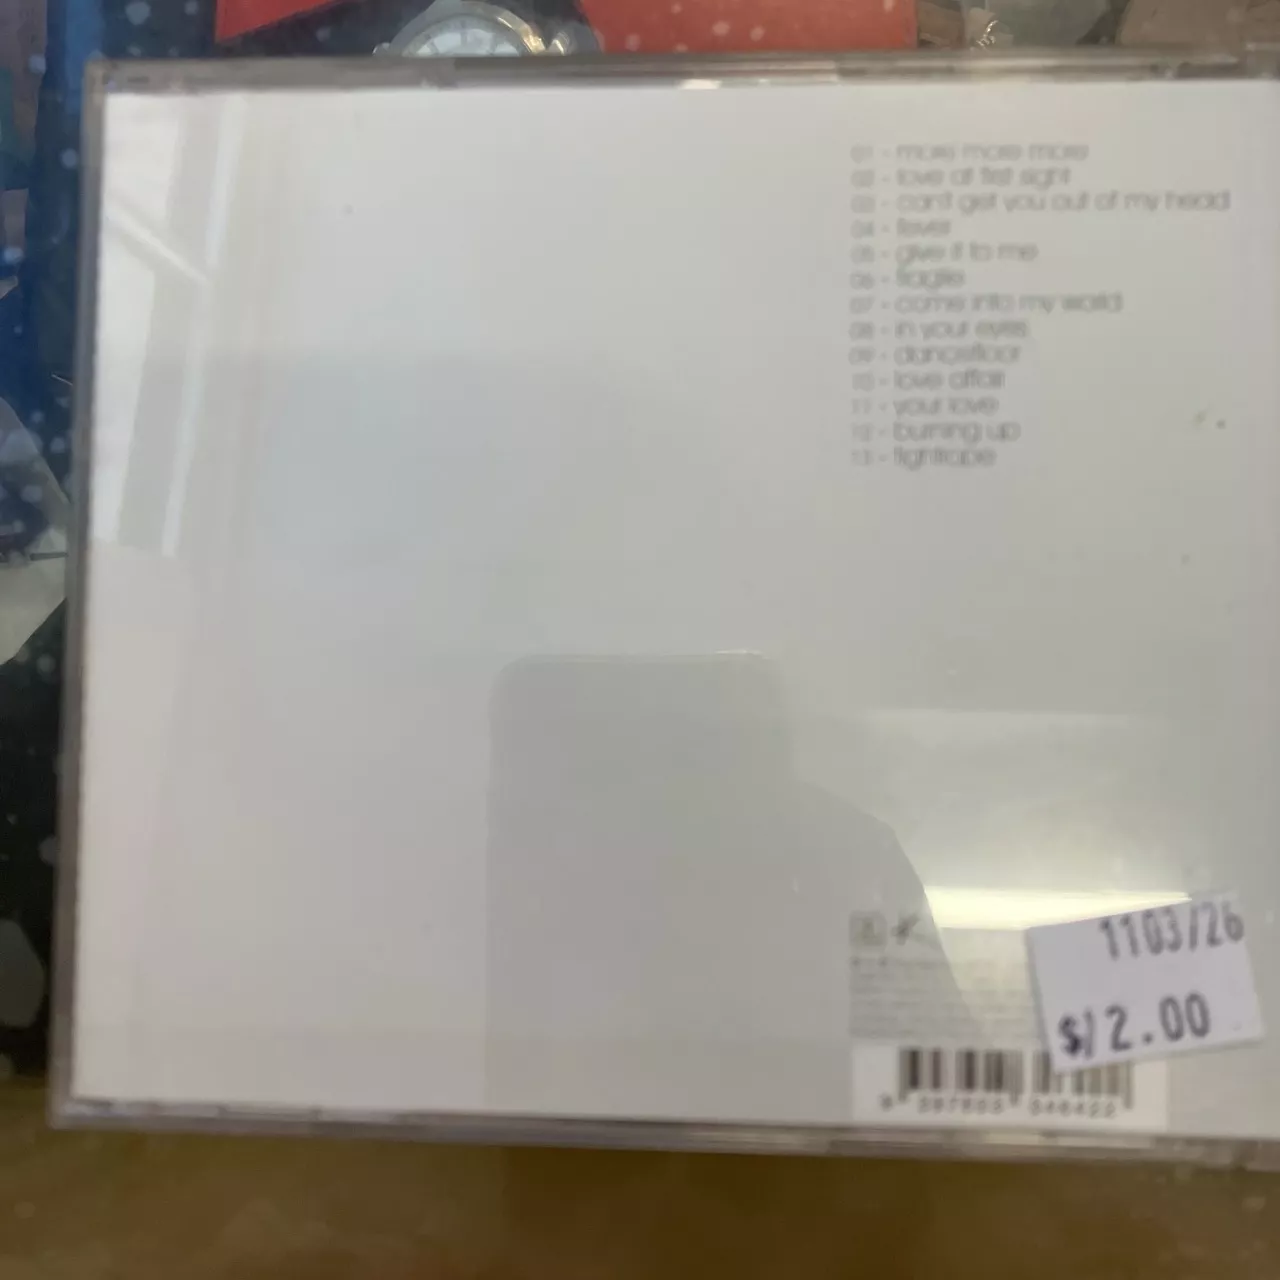 01 - more more more
02 - love at first sight
03 - can't get you out of my head
04 - fever
05 - give it to me
06 - fragile
07 - come into my world
08 - in your eyes
09 - dancefloor
10 - love affair
11 - your love
12 - burning up
13 - tightrope
1103/26
$/2.00